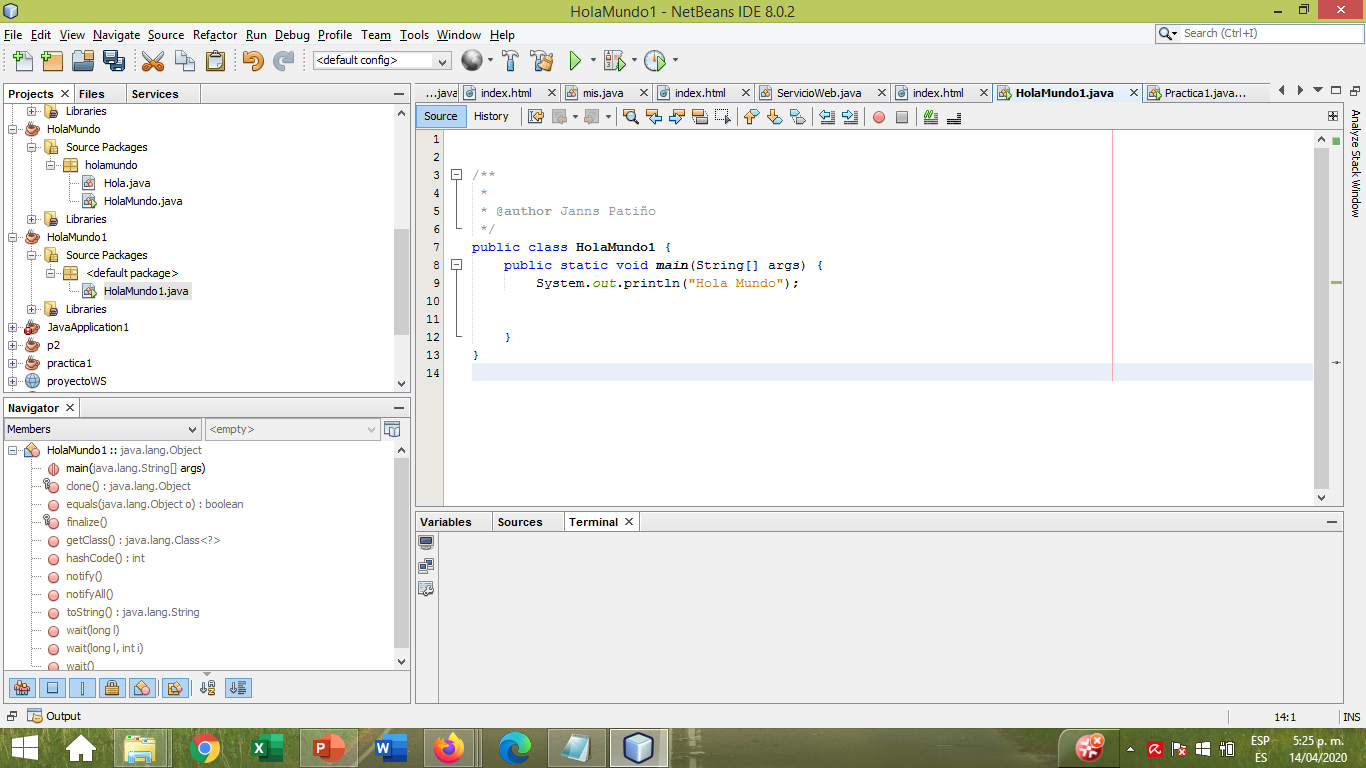 HolaMundo1 - NetBeans IDE 8.0.2
File Edit View Navigate Source Refactor Run Debug Profile Team Tools Window Help
Search (Ctrl+I)
<default config>
Projects Files Services
Libraries
HolaMundo
Source Packages
holamundo
Hola.java
HolaMundo.java
Libraries
HolaMundo1
Source Packages
<default package>
HolaMundo1.java
Libraries
JavaApplication1
p2
practica1
proyectoWS
Navigator
Members <empty>
HolaMundo1 :: java.lang.Object
main(java.lang.String[] args)
clone() : java.lang.Object
equals(java.lang.Object o) : boolean
finalize()
getClass() : java.lang.Class<?>
hashCode() : int
notify()
notifyAll()
toString() : java.lang.String
wait(long l)
wait(long l, int i)
wait()
...java index.html mis.java index.html ServicioWeb.java index.html HolaMundo1.java Practica1.java...
Source History
1
2
3 /**
4 *
5 * @author Janns Patiño
6 */
7 public class HolaMundo1 {
8 public static void main(String[] args) {
9 System.out.println("Hola Mundo");
10
11
12 }
13 }
14
Analyze Stack Window
Variables Sources Terminal
Output
14:1 INS
ESP
ES
5:25 p. m.
14/04/2020